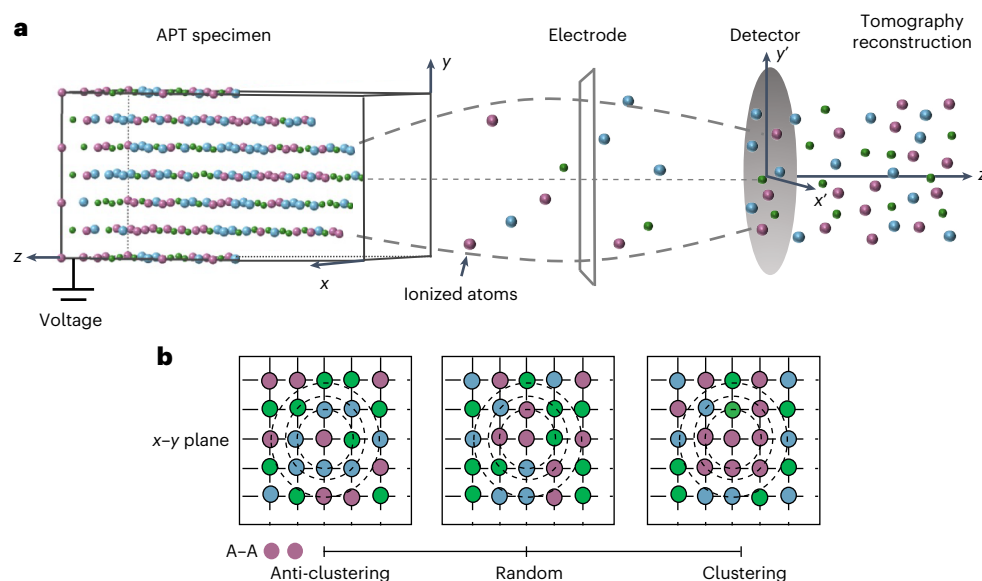 a
APT specimen
Electrode
Detector
Tomography
reconstruction
y
y′
z
x
x′
z
Ionized atoms
Voltage
b
x–y plane
A–A
Anti-clustering
Random
Clustering